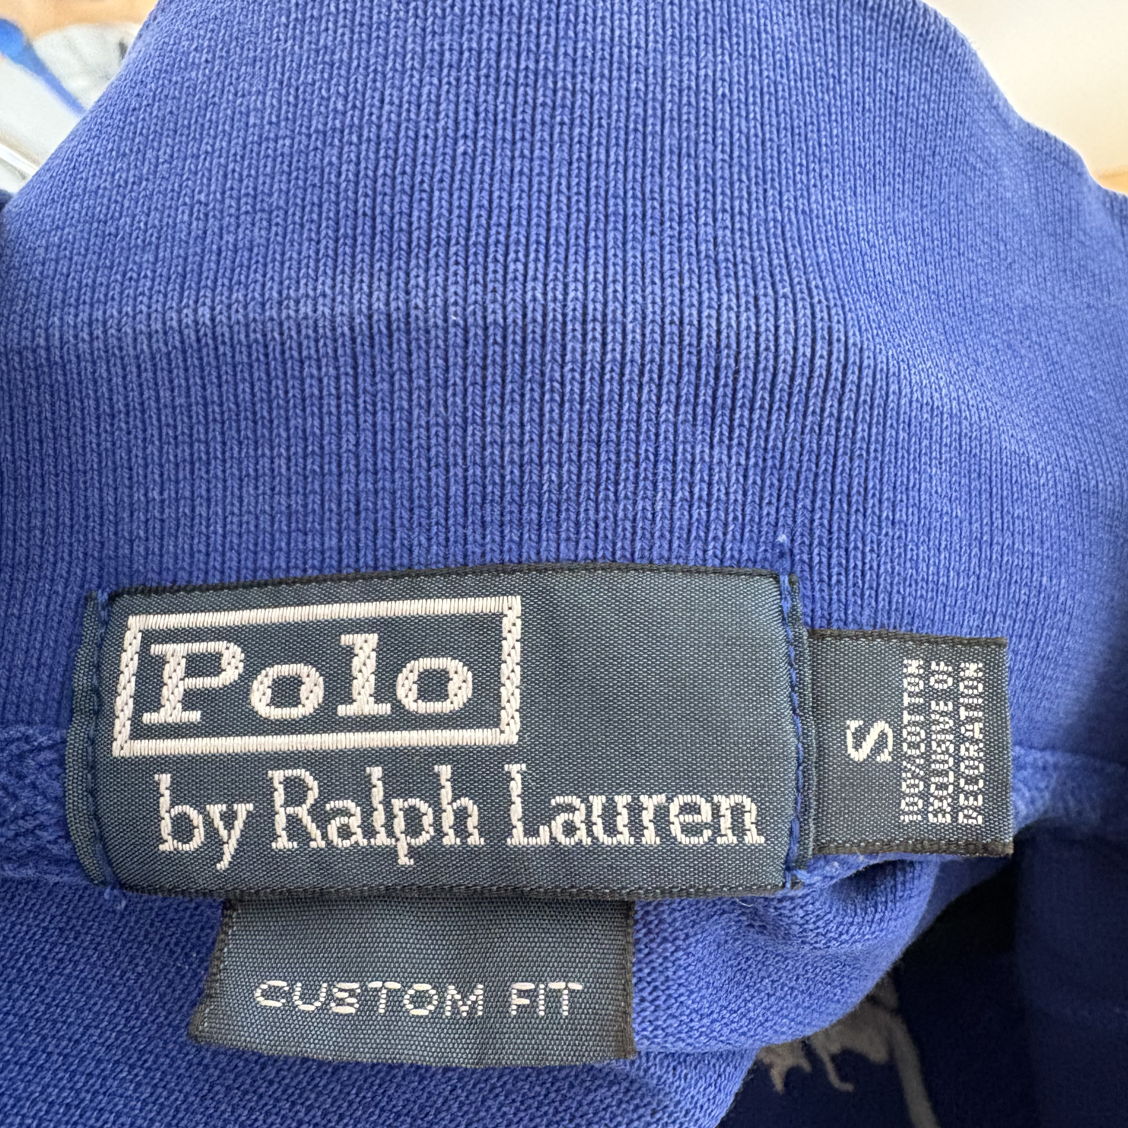 Polo
by Ralph Lauren
S
100% COTTON
EXCLUSIVE OF
DECORATION
CUSTOM FIT